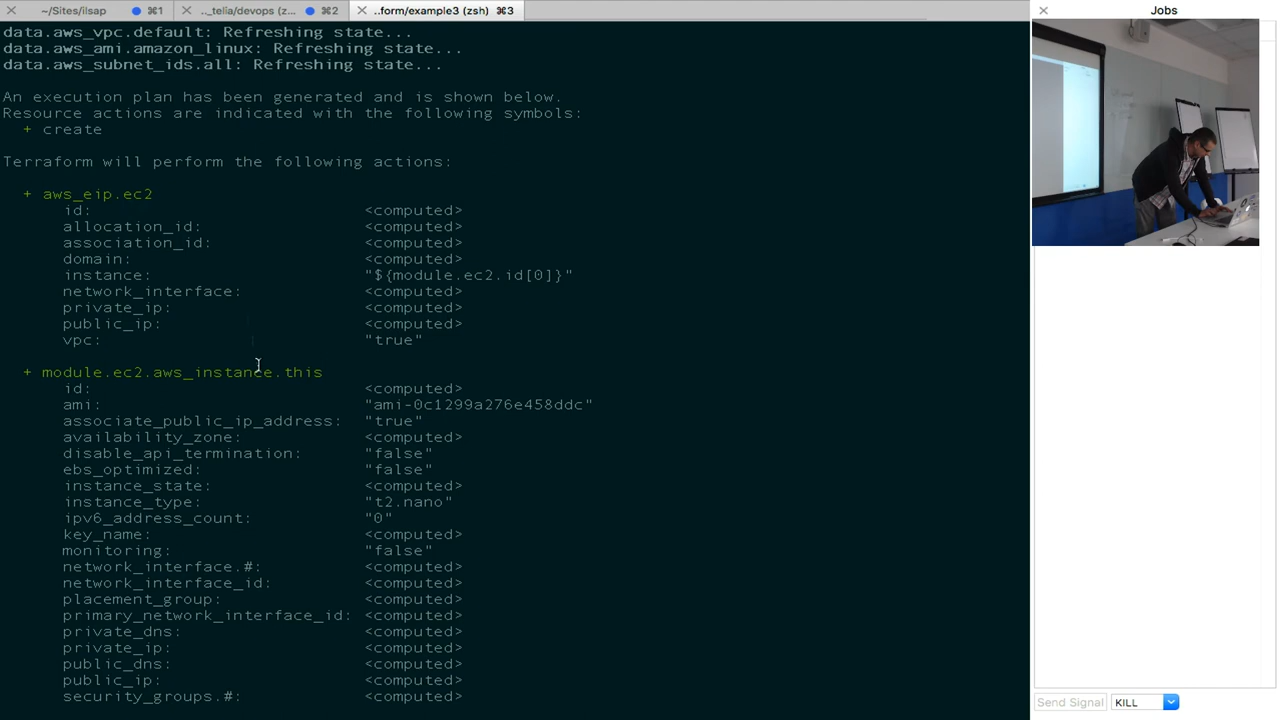 ~/Sites/ilsap ⌘1 .._telia/devops (z... ⌘2 ..form/example3 (zsh) ⌘3
Jobs
data.aws_vpc.default: Refreshing state...
data.aws_ami.amazon_linux: Refreshing state...
data.aws_subnet_ids.all: Refreshing state...
An execution plan has been generated and is shown below.
Resource actions are indicated with the following symbols:
+ create
Terraform will perform the following actions:
+ aws_eip.ec2
id: <computed>
allocation_id: <computed>
association_id: <computed>
domain: <computed>
instance: "${module.ec2.id[0]}"
network_interface: <computed>
private_ip: <computed>
public_ip: <computed>
vpc: "true"
+ module.ec2.aws_instance.this
id: <computed>
ami: "ami-0c1299a276e458ddc"
associate_public_ip_address: "true"
availability_zone: <computed>
disable_api_termination: "false"
ebs_optimized: "false"
instance_state: <computed>
instance_type: "t2.nano"
ipv6_address_count: "0"
key_name: <computed>
monitoring: "false"
network_interface.#: <computed>
network_interface_id: <computed>
placement_group: <computed>
primary_network_interface_id: <computed>
private_dns: <computed>
private_ip: <computed>
public_dns: <computed>
public_ip: <computed>
security_groups.#: <computed>
Send Signal KILL